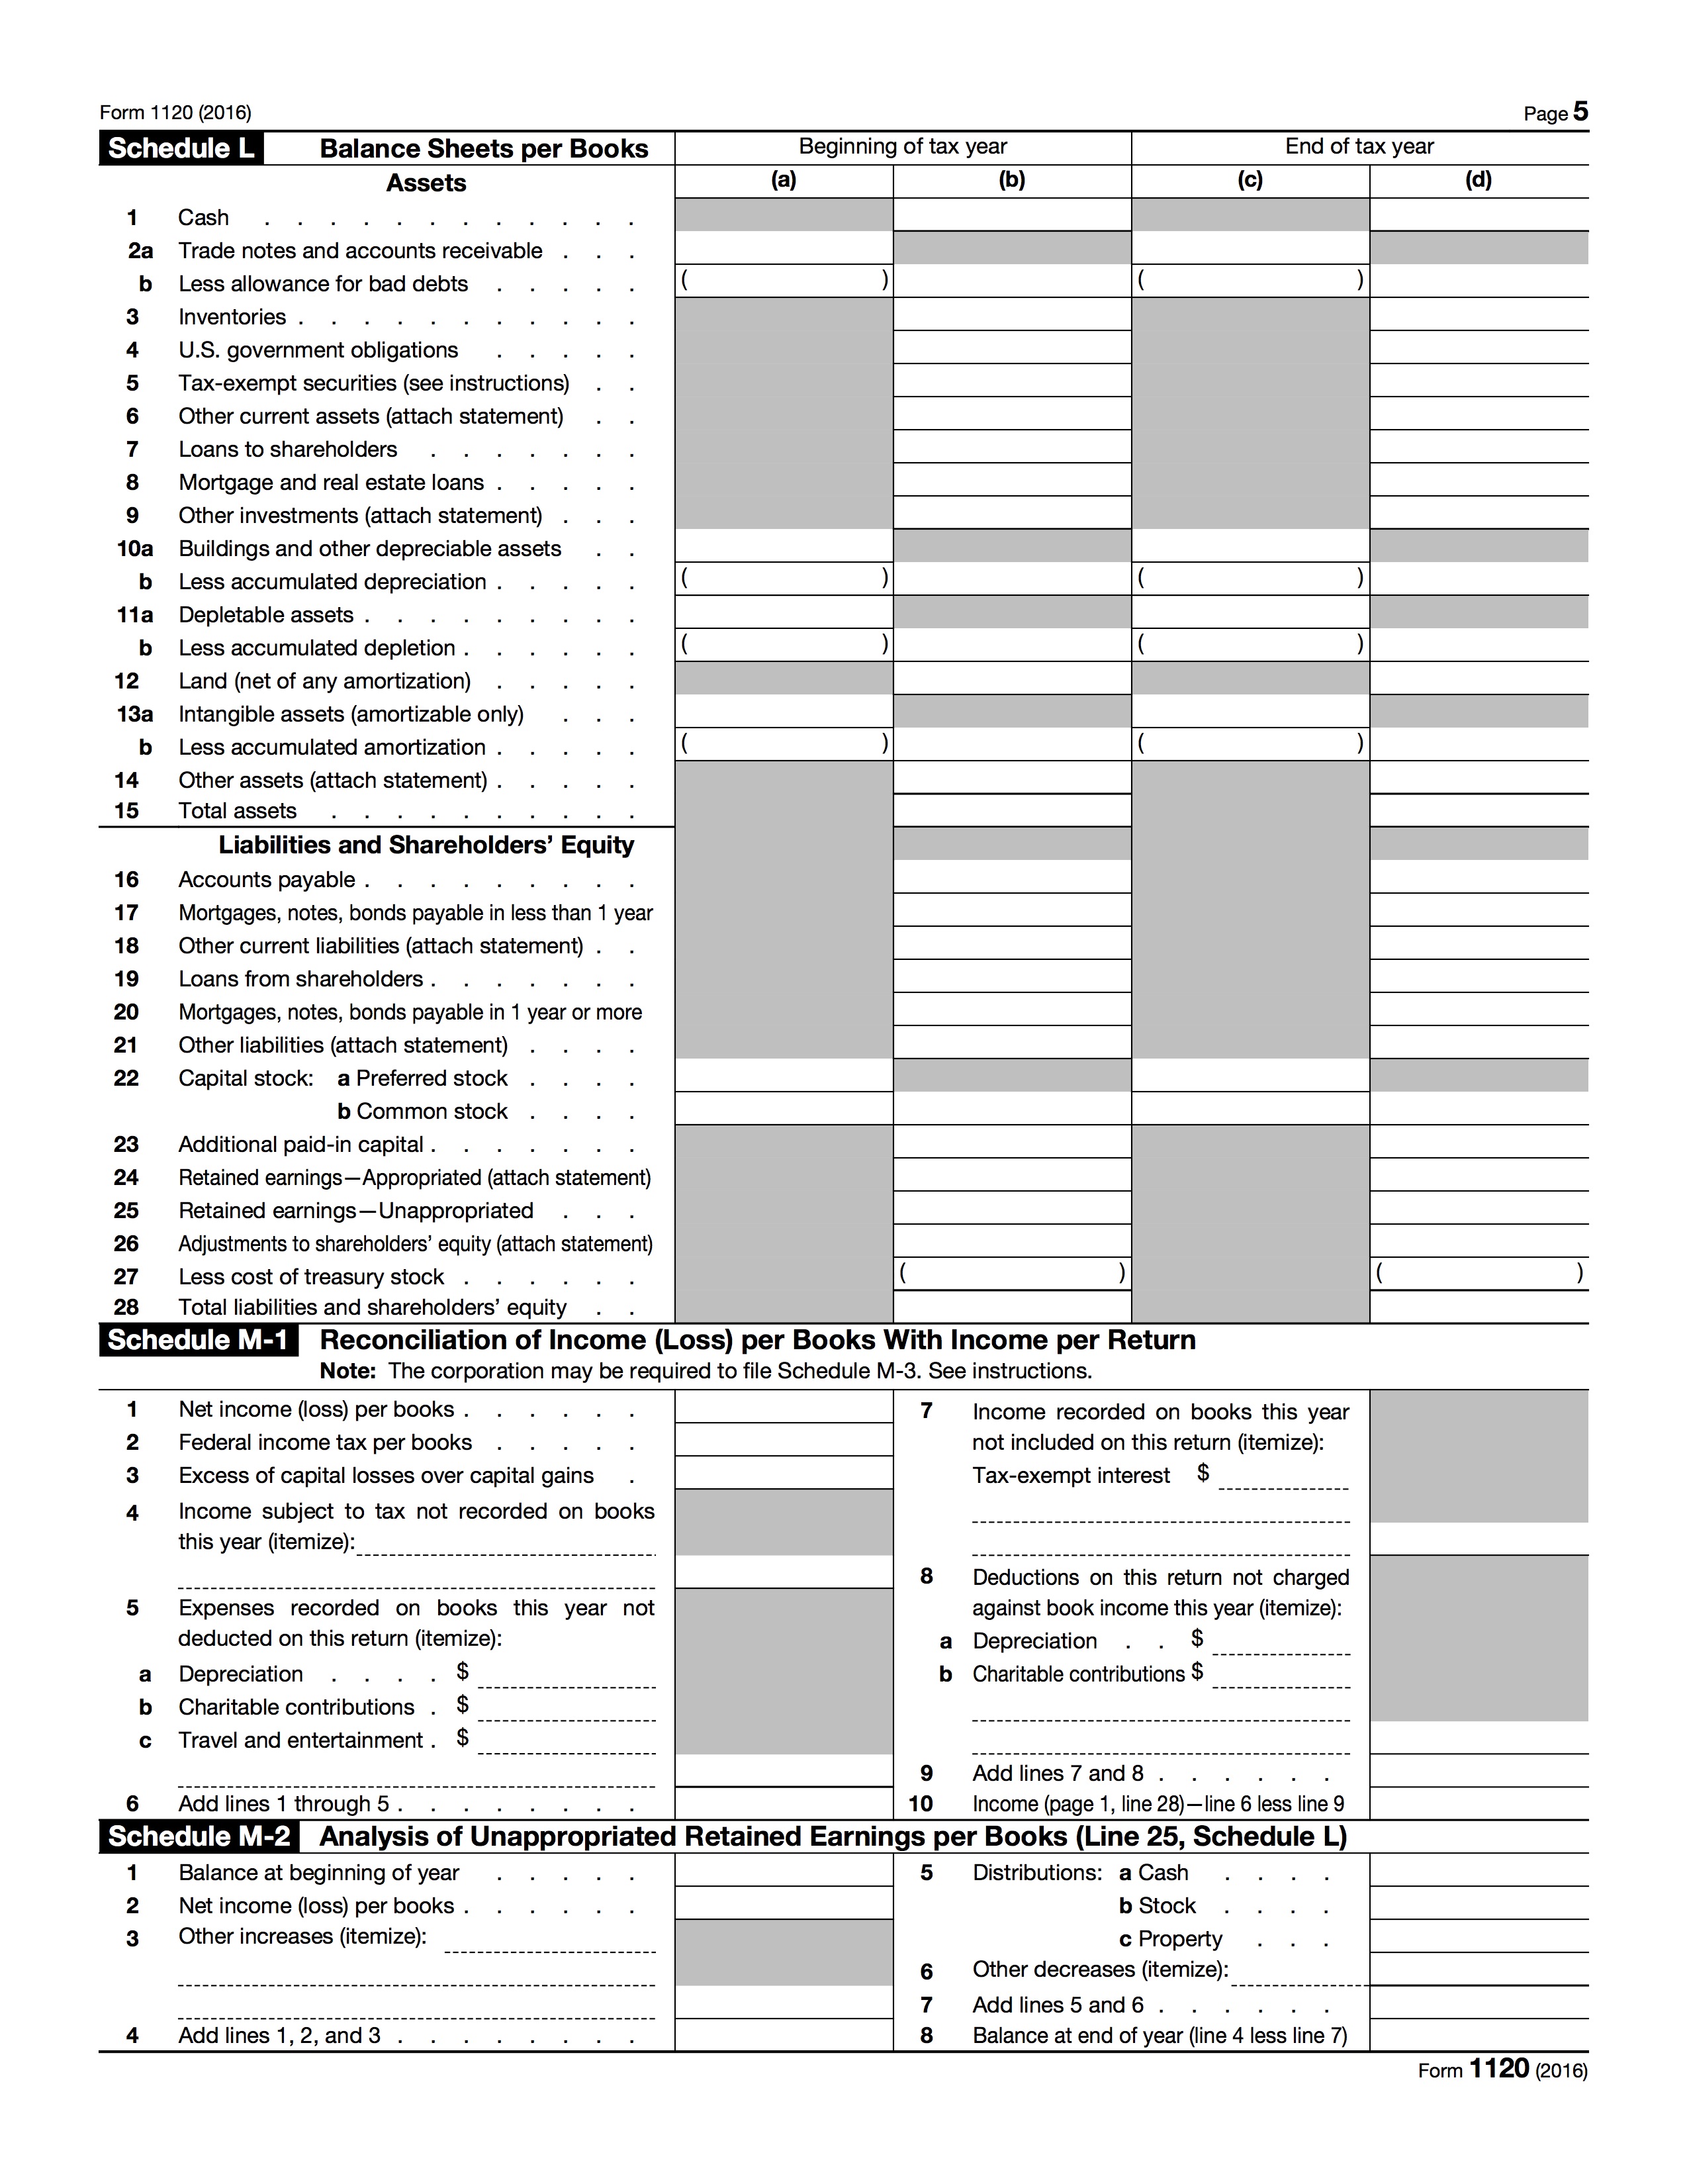 Form 1120 (2016) Page 5
Schedule L Balance Sheets per Books Beginning of tax year End of tax year
Assets (a) (b) (c) (d)
1 Cash . . . . . . . . . . . .
2a Trade notes and accounts receivable . . .
b Less allowance for bad debts . . . . . ( ) ( )
3 Inventories . . . . . . . . . . .
4 U.S. government obligations . . . . .
5 Tax-exempt securities (see instructions) . .
6 Other current assets (attach statement) . .
7 Loans to shareholders . . . . . . .
8 Mortgage and real estate loans . . . . .
9 Other investments (attach statement) . . .
10a Buildings and other depreciable assets . .
b Less accumulated depreciation . . . . . ( ) ( )
11a Depletable assets . . . . . . . . .
b Less accumulated depletion . . . . . . ( ) ( )
12 Land (net of any amortization) . . . . .
13a Intangible assets (amortizable only) . . .
b Less accumulated amortization . . . . . ( ) ( )
14 Other assets (attach statement) . . . . .
15 Total assets . . . . . . . . . .
Liabilities and Shareholders’ Equity
16 Accounts payable . . . . . . . . .
17 Mortgages, notes, bonds payable in less than 1 year
18 Other current liabilities (attach statement) . .
19 Loans from shareholders . . . . . . .
20 Mortgages, notes, bonds payable in 1 year or more
21 Other liabilities (attach statement) . . . .
22 Capital stock: a Preferred stock . . . .
b Common stock . . . .
23 Additional paid-in capital . . . . . . .
24 Retained earnings—Appropriated (attach statement)
25 Retained earnings—Unappropriated . . .
26 Adjustments to shareholders’ equity (attach statement)
27 Less cost of treasury stock . . . . . . ( ) ( )
28 Total liabilities and shareholders’ equity . .
Schedule M-1 Reconciliation of Income (Loss) per Books With Income per Return
Note: The corporation may be required to file Schedule M-3. See instructions.
1 Net income (loss) per books . . . . . .
2 Federal income tax per books . . . . .
3 Excess of capital losses over capital gains .
4 Income subject to tax not recorded on books
this year (itemize):
5 Expenses recorded on books this year not
deducted on this return (itemize):
a Depreciation . . . . $
b Charitable contributions . $
c Travel and entertainment . $
6 Add lines 1 through 5 . . . . . . . .
7 Income recorded on books this year
not included on this return (itemize):
Tax-exempt interest $
8 Deductions on this return not charged
against book income this year (itemize):
a Depreciation . . $
b Charitable contributions $
9 Add lines 7 and 8 . . . . . .
10 Income (page 1, line 28)—line 6 less line 9
Schedule M-2 Analysis of Unappropriated Retained Earnings per Books (Line 25, Schedule L)
1 Balance at beginning of year . . . . .
2 Net income (loss) per books . . . . . .
3 Other increases (itemize):
4 Add lines 1, 2, and 3 . . . . . . . .
5 Distributions: a Cash . . . .
b Stock . . . .
c Property . . .
6 Other decreases (itemize):
7 Add lines 5 and 6 . . . . . .
8 Balance at end of year (line 4 less line 7)
Form 1120 (2016)